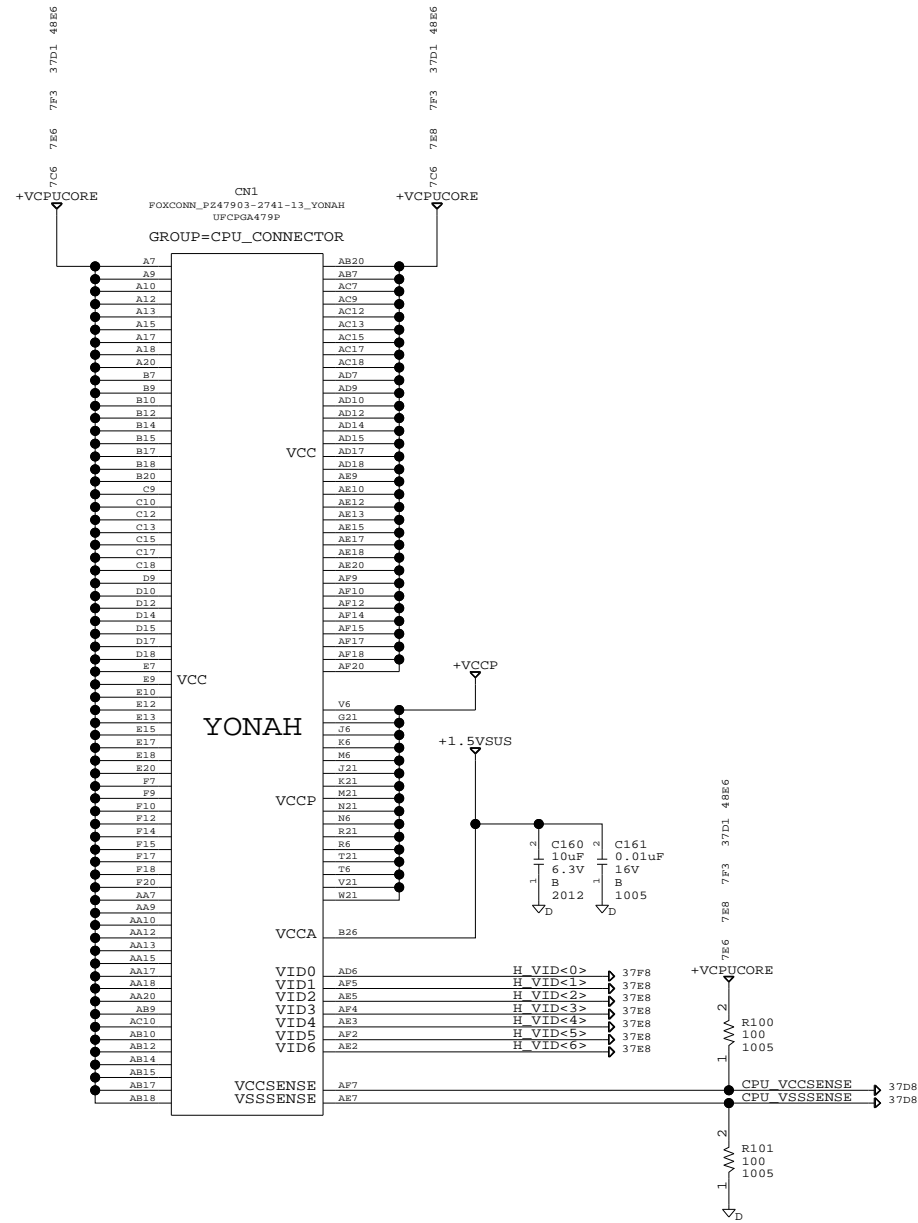 7C6 7E6 7F3 37D1 48E6
7C6 7E8 7F3 37D1 48E6
+VCPUCORE
+VCPUCORE
CN1
FOXCONN_PZ47903-2741-13_YONAH
UFCPGA479P
GROUP=CPU_CONNECTOR
A7
A9
A10
A12
A13
A15
A17
A18
A20
B7
B9
B10
B12
B14
B15
B17
B18
B20
C9
C10
C12
C13
C15
C17
C18
D9
D10
D12
D14
D15
D17
D18
E7
E9
E10
E12
E13
E15
E17
E18
E20
F7
F9
F10
F12
F14
F15
F17
F18
F20
AA7
AA9
AA10
AA12
AA13
AA15
AA17
AA18
AA20
AB9
AC10
AB10
AB12
AB14
AB15
AB17
AB18
VCC
YONAH
VCC
AB20
AB7
AC7
AC9
AC12
AC13
AC15
AC17
AC18
AD7
AD9
AD10
AD12
AD14
AD15
AD17
AD18
AE9
AE10
AE12
AE13
AE15
AE17
AE18
AE20
AF9
AF10
AF12
AF14
AF15
AF17
AF18
AF20
+VCCP
VCCP
V6
G21
J6
K6
M6
J21
K21
M21
N21
N6
R21
R6
T21
T6
V21
W21
+1.5VSUS
VCCA B26
2 1 C160
10uF
6.3V
B
2012
D
2 1 C161
0.01uF
16V
B
1005
D
VID0 AD6 H_VID<0> 37F8
VID1 AF5 H_VID<1> 37E8
VID2 AE5 H_VID<2> 37E8
VID3 AF4 H_VID<3> 37E8
VID4 AE3 H_VID<4> 37E8
VID5 AF2 H_VID<5> 37E8
VID6 AE2 H_VID<6> 37E8
7E6 7E8 7F3 37D1 48E6
+VCPUCORE
2 1 R100
100
1005
VCCSENSE AF7 CPU_VCCSENSE 37D8
VSSSENSE AE7 CPU_VSSSENSE 37D8
2 1 R101
100
1005
D